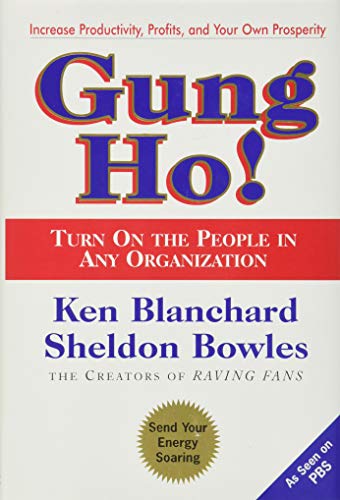 Increase Productivity, Profits, and Your Own Prosperity
Gung
Ho!
TURN ON THE PEOPLE IN
ANY ORGANIZATION
Ken Blanchard
Sheldon Bowles
THE CREATORS OF RAVING FANS
Send Your
Energy
Soaring
As Seen on
PBS